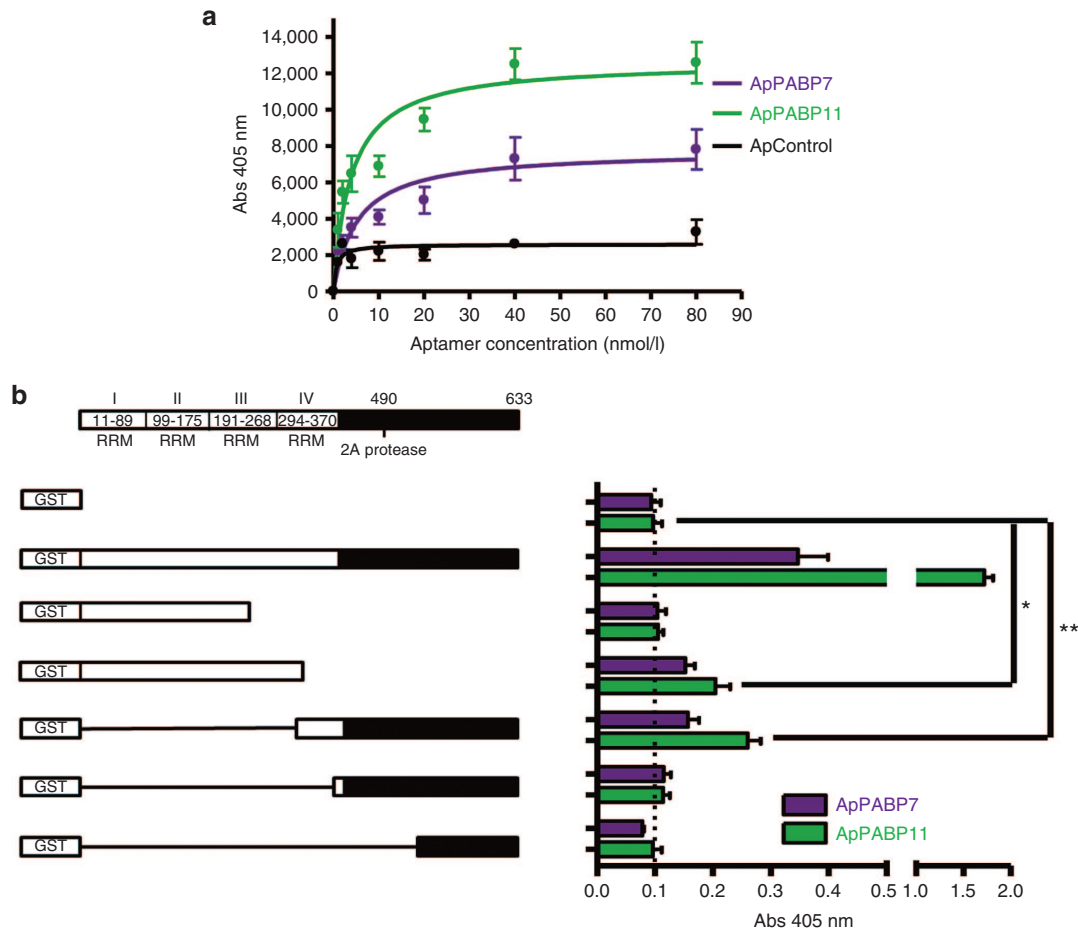 a
14,000
12,000
10,000
8,000
6,000
4,000
2,000
0
Abs 405 nm
0 10 20 30 40 50 60 70 80 90
Aptamer concentration (nmol/l)
ApPABP7
ApPABP11
ApControl
b
I II III IV 490 633
11-89 99-175 191-268 294-370
RRM RRM RRM RRM
2A protease
GST
GST
GST
GST
GST
GST
GST
*
**
ApPABP7
ApPABP11
0.0 0.1 0.2 0.3 0.4 0.5 1.0 1.5 2.0
Abs 405 nm